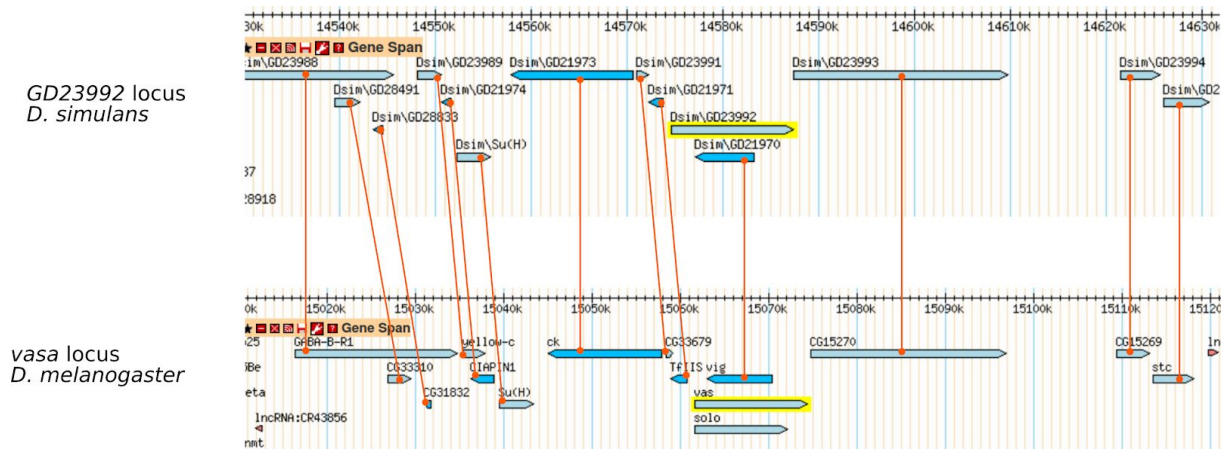 30k 14540k 14550k 14560k 14570k 14580k 14590k 14600k 14610k 14620k 14630k
Gene Span
GD23992 locus
D. simulans
sim\GD23988 Dsim\GD23989 Dsim\GD21973 Dsim\GD23991 Dsim\GD23993 Dsim\GD23994
Dsim\GD28491 Dsim\GD21974 Dsim\GD21971 Dsim\GD2
Dsim\GD28833 Dsim\GD23992
Dsim\Su(H) Dsim\GD21970
37
28918
0k 15020k 15030k 15040k 15050k 15060k 15070k 15080k 15090k 15100k 15110k 15120
Gene Span
vasa locus
D. melanogaster
25 GABA-B-R1 yellow-c ck CG33679 CG15270 CG15269 ln
Be CG33310 CIAPIN1 TfIIS vig stc
eta CG31832 Su(H) vas
lncRNA:CR43856 solo
nmt